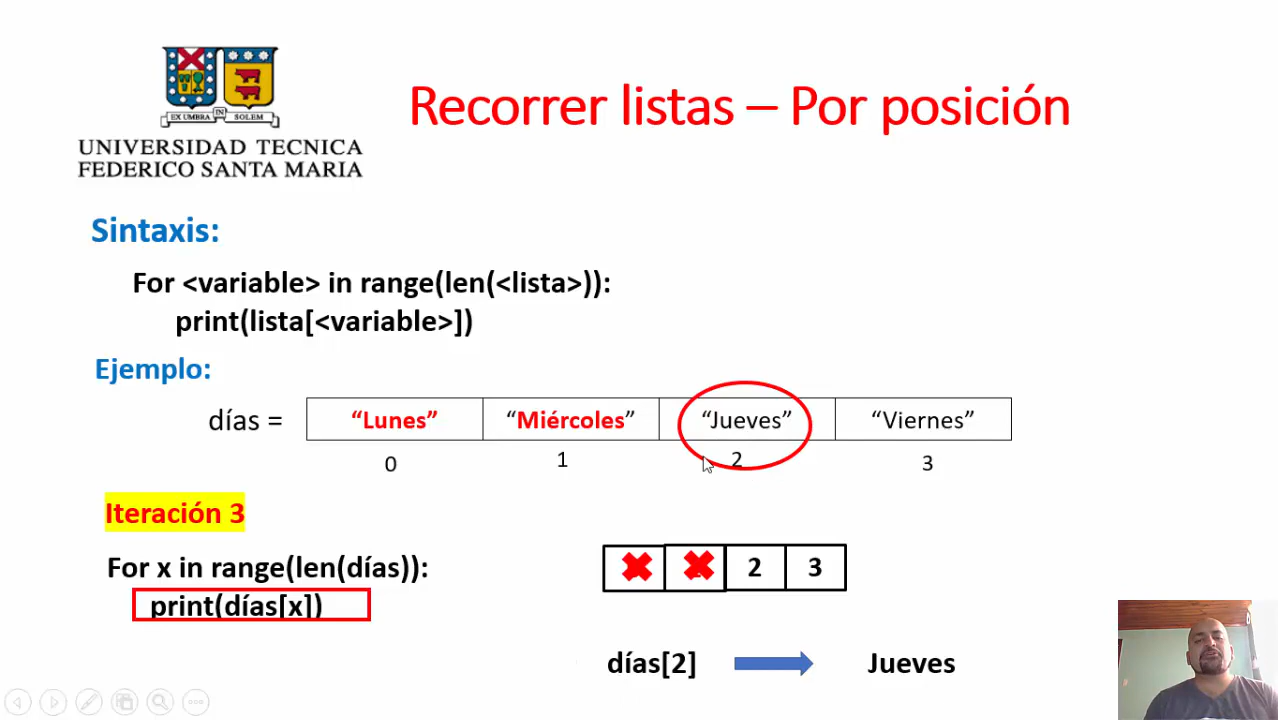 EX UMBRA IN SOLEM
UNIVERSIDAD TECNICA
FEDERICO SANTA MARIA
Recorrer listas – Por posición
Sintaxis:
For <variable> in range(len(<lista>)):
print(lista[<variable>])
Ejemplo:
días = “Lunes” “Miércoles” “Jueves” “Viernes”
0 1 2 3
Iteración 3
For x in range(len(días)):
print(días[x])
2 3
días[2] Jueves